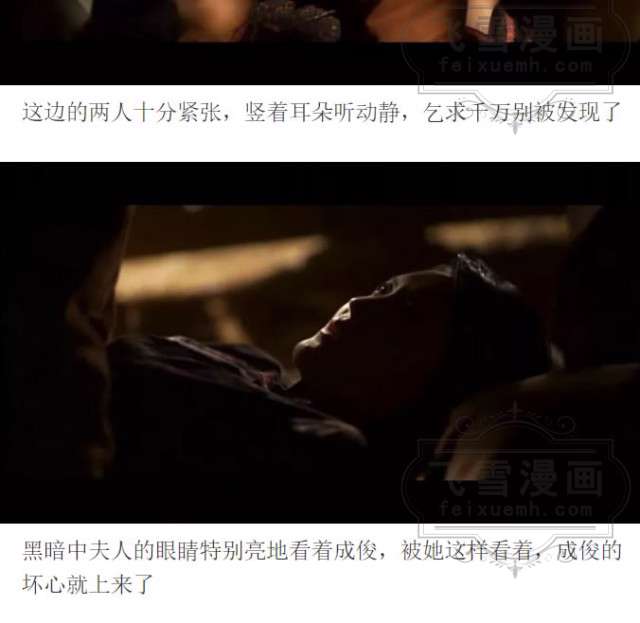 飞雪漫画
feixuemh.com
这边的两人十分紧张，竖着耳朵听动静，乞求千万别被发现了
飞雪漫画
feixuemh.com
黑暗中夫人的眼睛特别亮地看着成俊，被她这样看着，成俊的
坏心就上来了